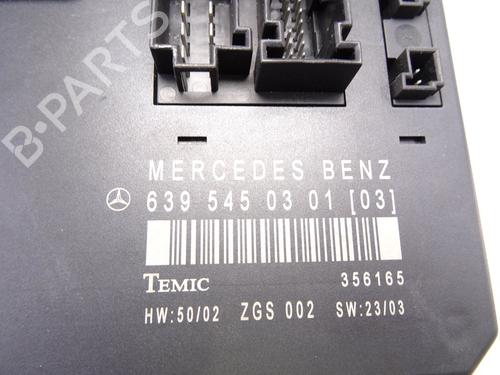 B-PARTS
MERCEDES BENZ
639 545 03 01 [03]
TEMIC 356165
HW:50/02 ZGS 002 SW:23/03